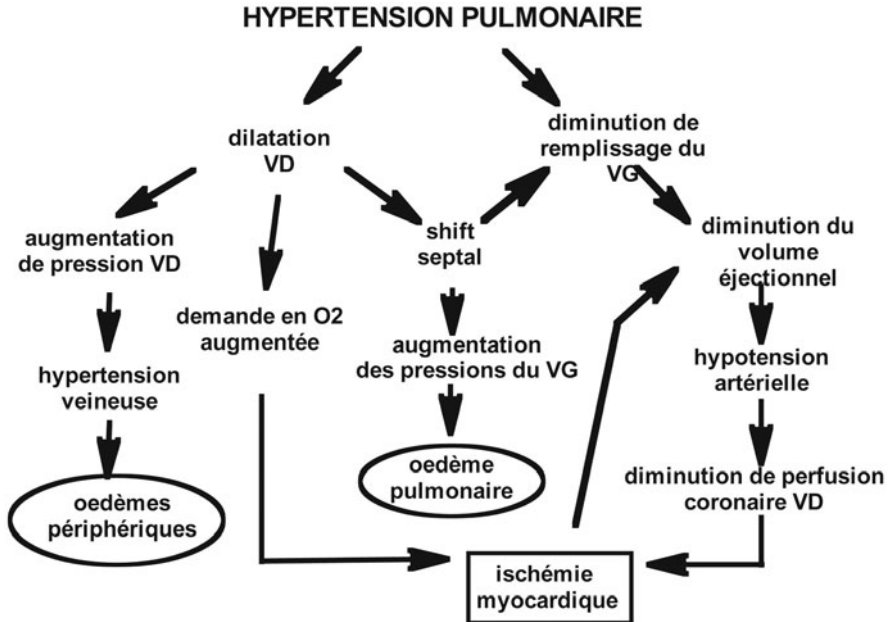 HYPERTENSION PULMONAIRE
dilatation
VD
diminution de
remplissage du
VG
augmentation
de pression VD
shift
septal
diminution du
volume
éjectionnel
demande en O2
augmentée
hypertension
veineuse
augmentation
des pressions du VG
hypotension
artérielle
oedèmes
périphériques
oedème
pulmonaire
diminution de perfusion
coronaire VD
ischémie
myocardique